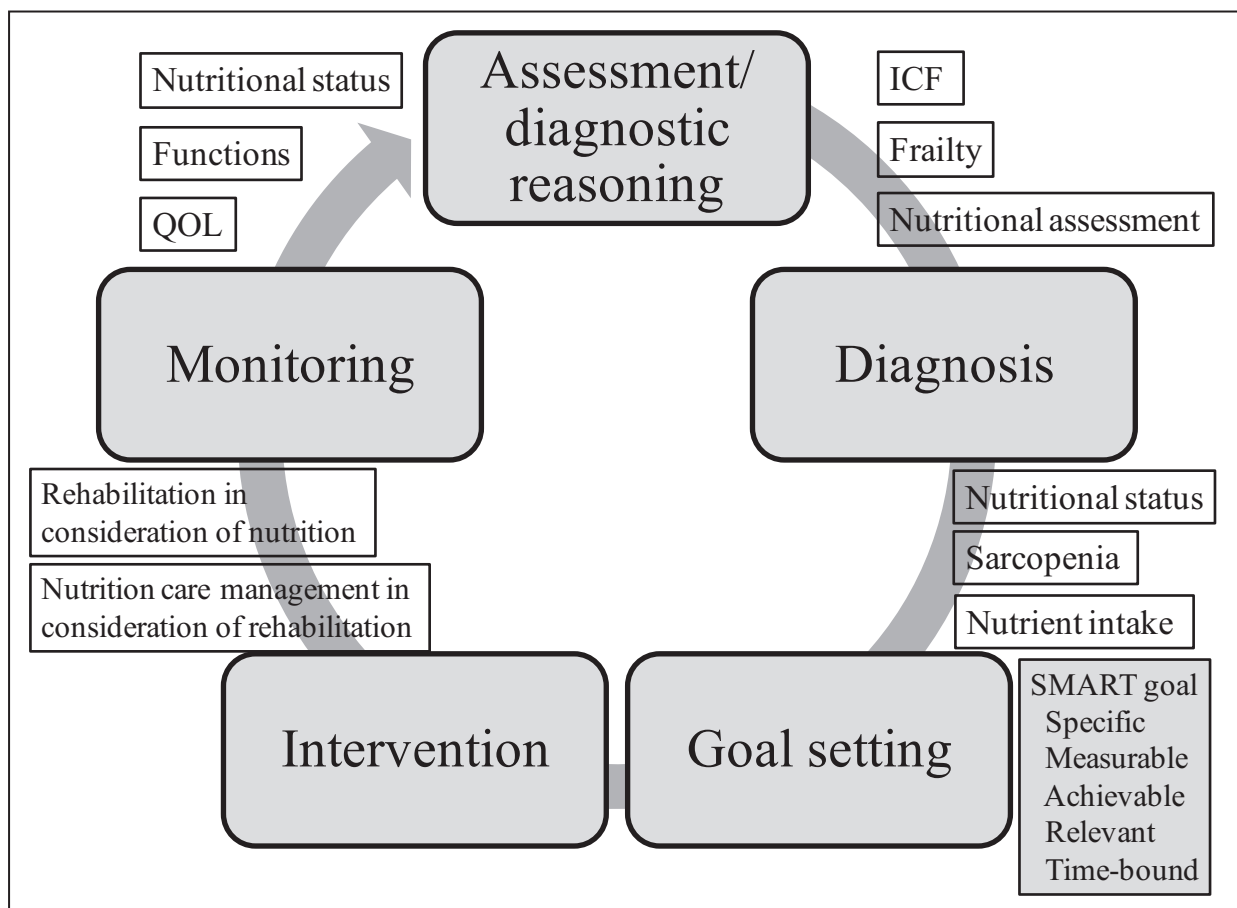 Assessment/
diagnostic
reasoning
ICF
Frailty
Nutritional assessment
Diagnosis
Nutritional status
Sarcopenia
Nutrient intake
Goal setting
SMART goal
Specific
Measurable
Achievable
Relevant
Time-bound
Intervention
Rehabilitation in
consideration of nutrition
Nutrition care management in
consideration of rehabilitation
Monitoring
Nutritional status
Functions
QOL